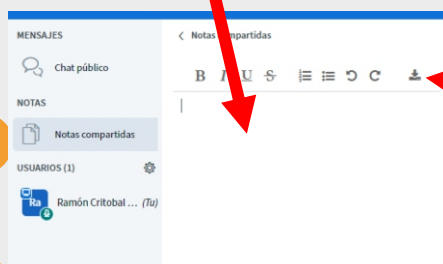 MENSAJES
Chat público
NOTAS
Notas compartidas
USUARIOS (1)
Ra
Ramón Critobal ... (Tu)
< Notas compartidas
B I U S